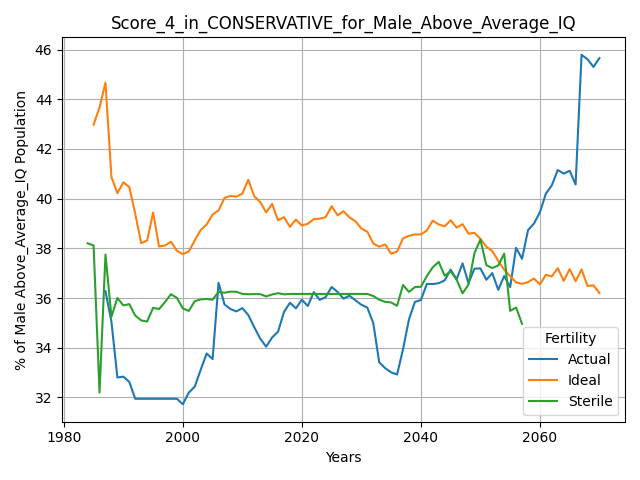 Score_4_in_CONSERVATIVE_for_Male_Above_Average_IQ
% of Male Above_Average_IQ Population
46
44
42
40
38
36
34
32
1980
2000
2020
2040
2060
Years
Fertility
Actual
Ideal
Sterile